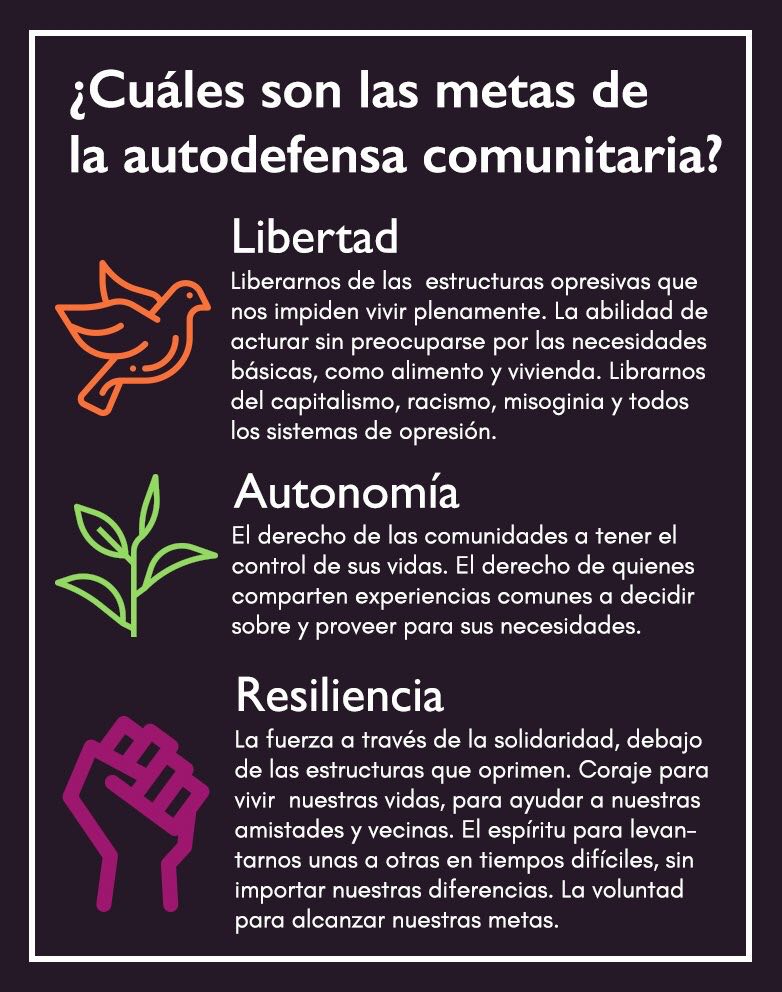 ¿Cuáles son las metas de
la autodefensa comunitaria?
Libertad
Liberarnos de las  estructuras opresivas que
nos impiden vivir plenamente. La abilidad de
acturar sin preocuparse por las necesidades
básicas, como alimento y vivienda. Librarnos
del capitalismo, racismo, misoginia y todos
los sistemas de opresión.
Autonomía
El derecho de las comunidades a tener el
control de sus vidas. El derecho de quienes
comparten experiencias comunes a decidir
sobre y proveer para sus necesidades.
Resiliencia
La fuerza a través de la solidaridad, debajo
de las estructuras que oprimen. Coraje para
vivir  nuestras vidas, para ayudar a nuestras
amistades y vecinas. El espíritu para levan-
tarnos unas a otras en tiempos difíciles, sin
importar nuestras diferencias. La voluntad
para alcanzar nuestras metas.